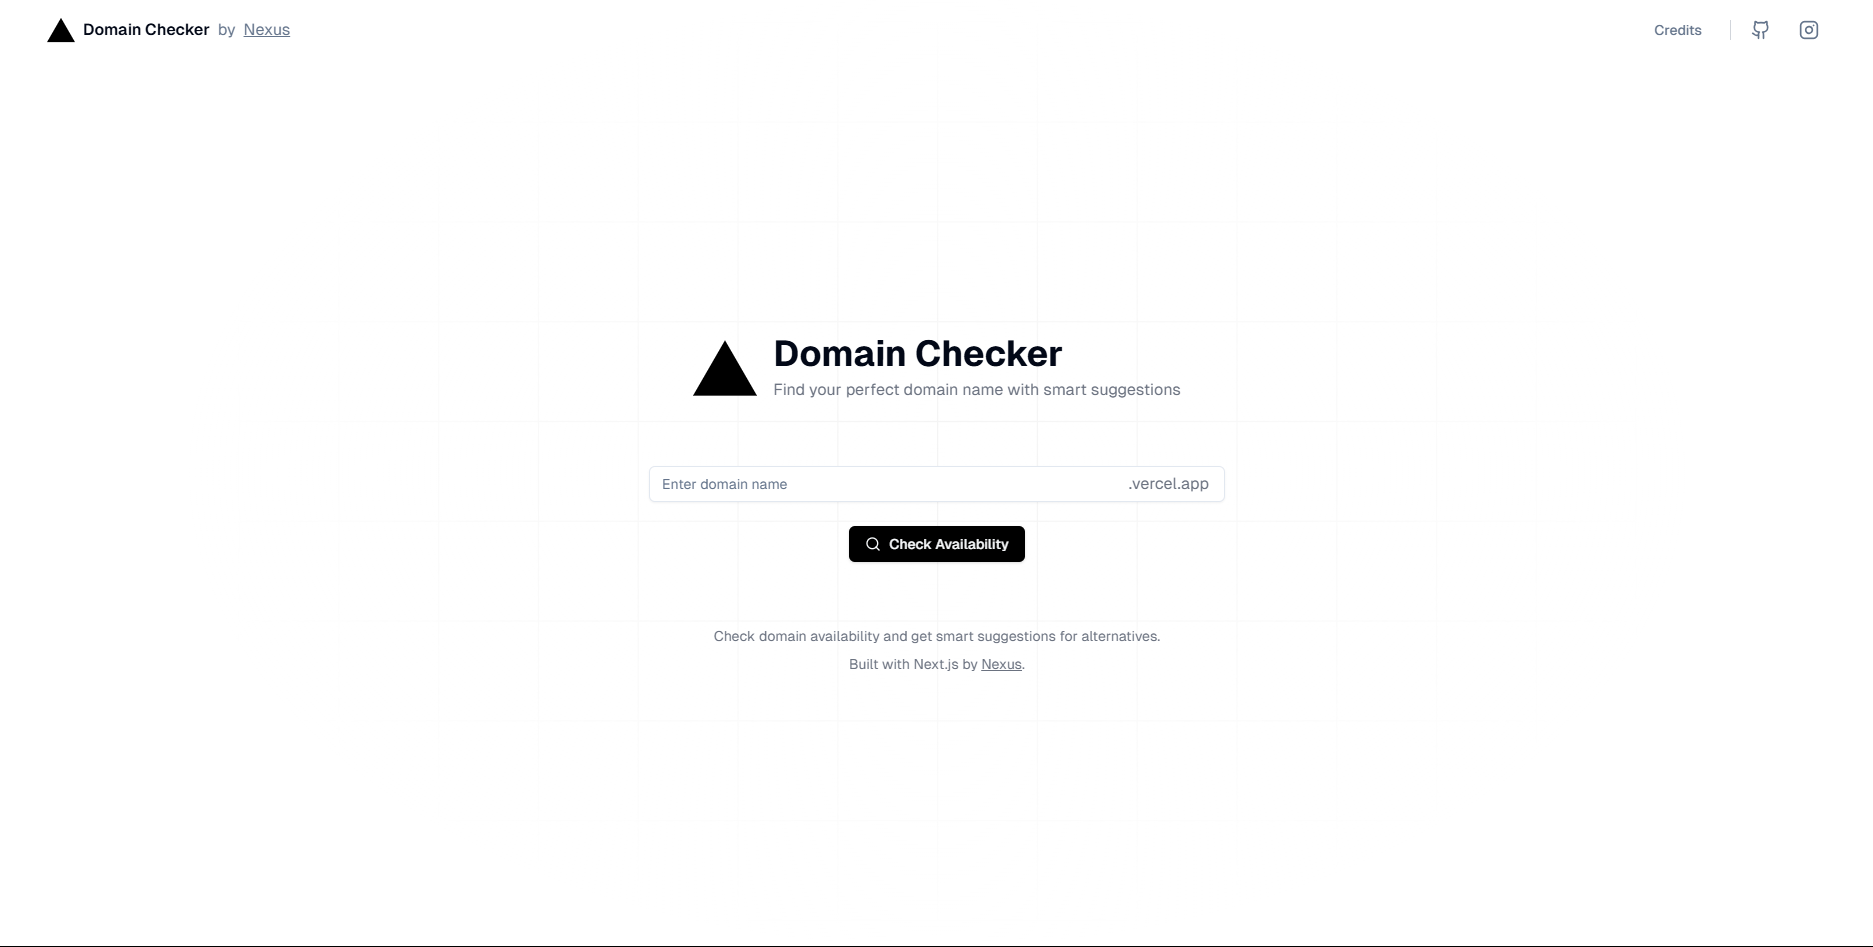 Domain Checker by Nexus
Credits
Domain Checker
Find your perfect domain name with smart suggestions
Enter domain name .vercel.app
Check Availability
Check domain availability and get smart suggestions for alternatives.
Built with Next.js by Nexus.